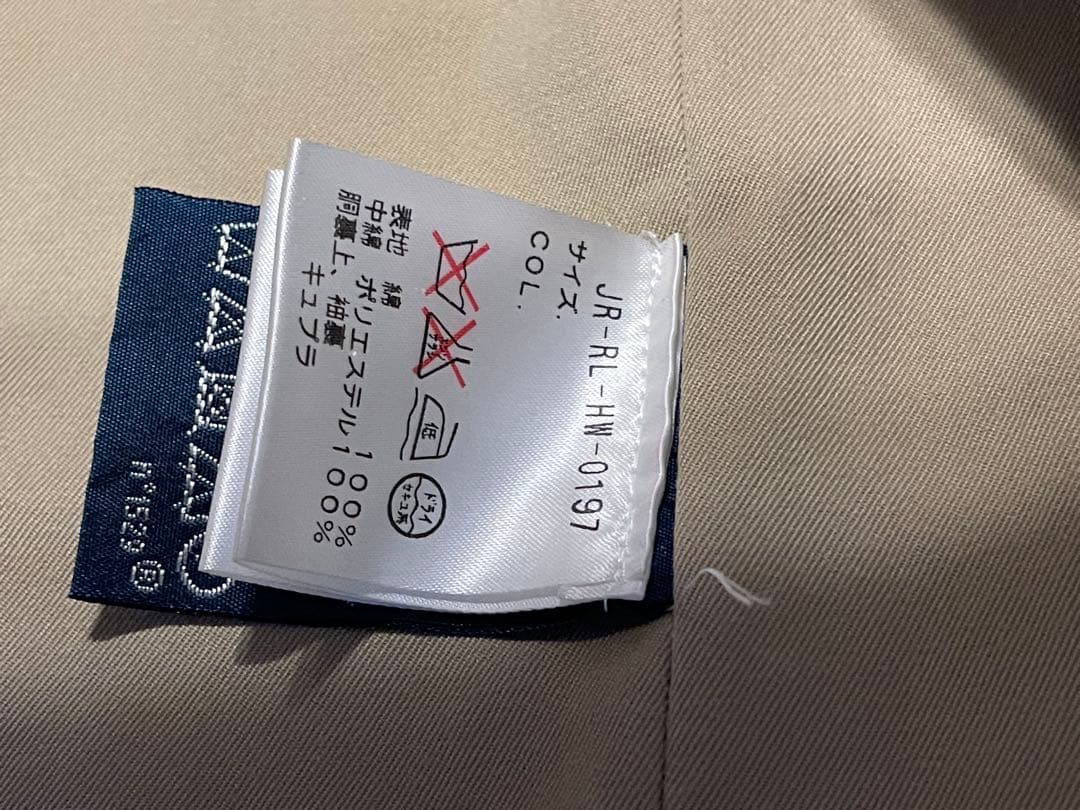 JR-RL-HW-0197
サイズ.
COL.
低
ドライ
セキユ系
表地 綿 100%
中綿 ポリエステル 100%
胴裏上、袖裏
キュプラ